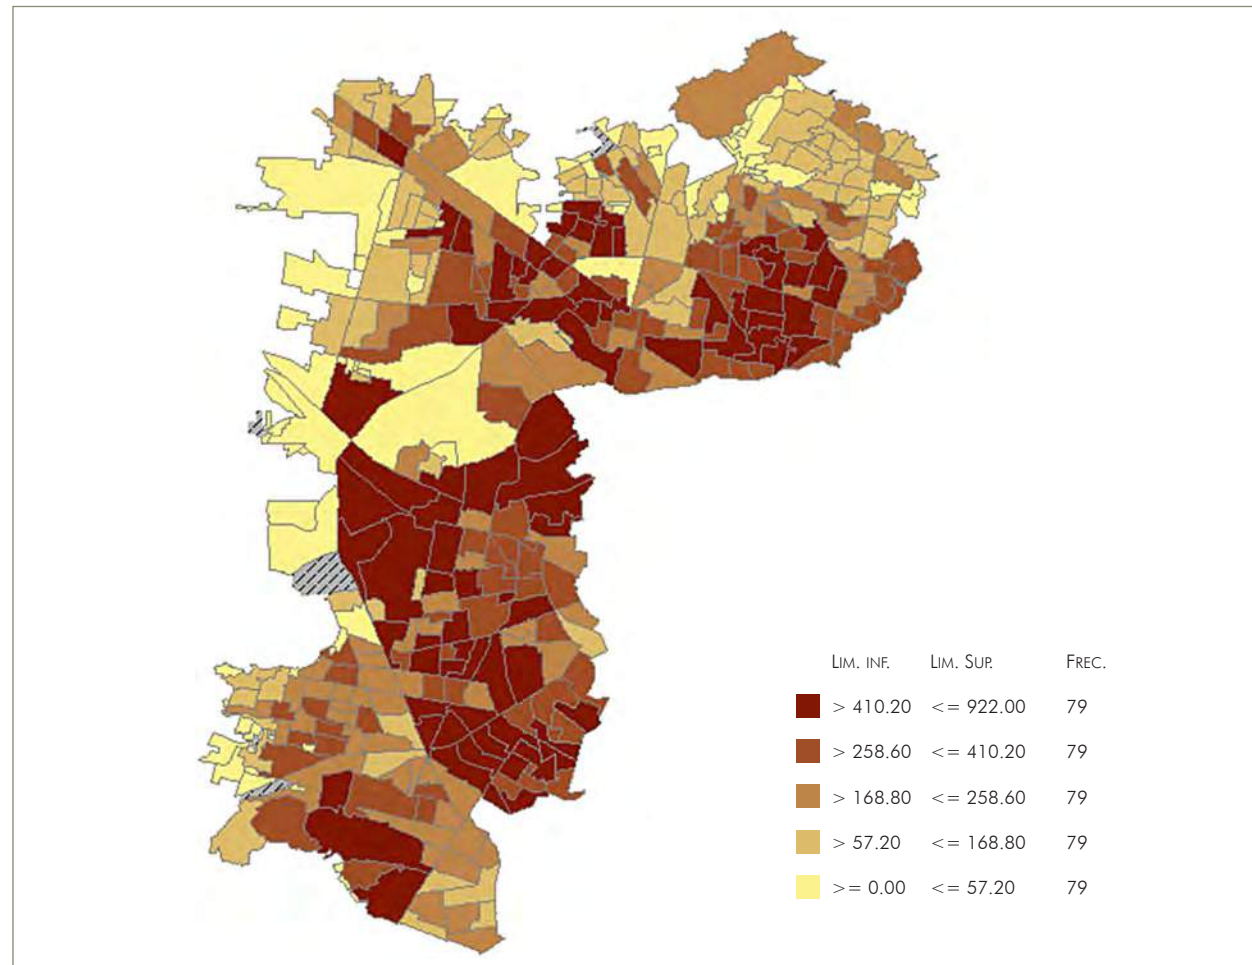 Lim. inf. Lim. Sup. Frec.
> 410.20 <= 922.00 79
> 258.60 <= 410.20 79
> 168.80 <= 258.60 79
> 57.20 <= 168.80 79
>= 0.00 <= 57.20 79